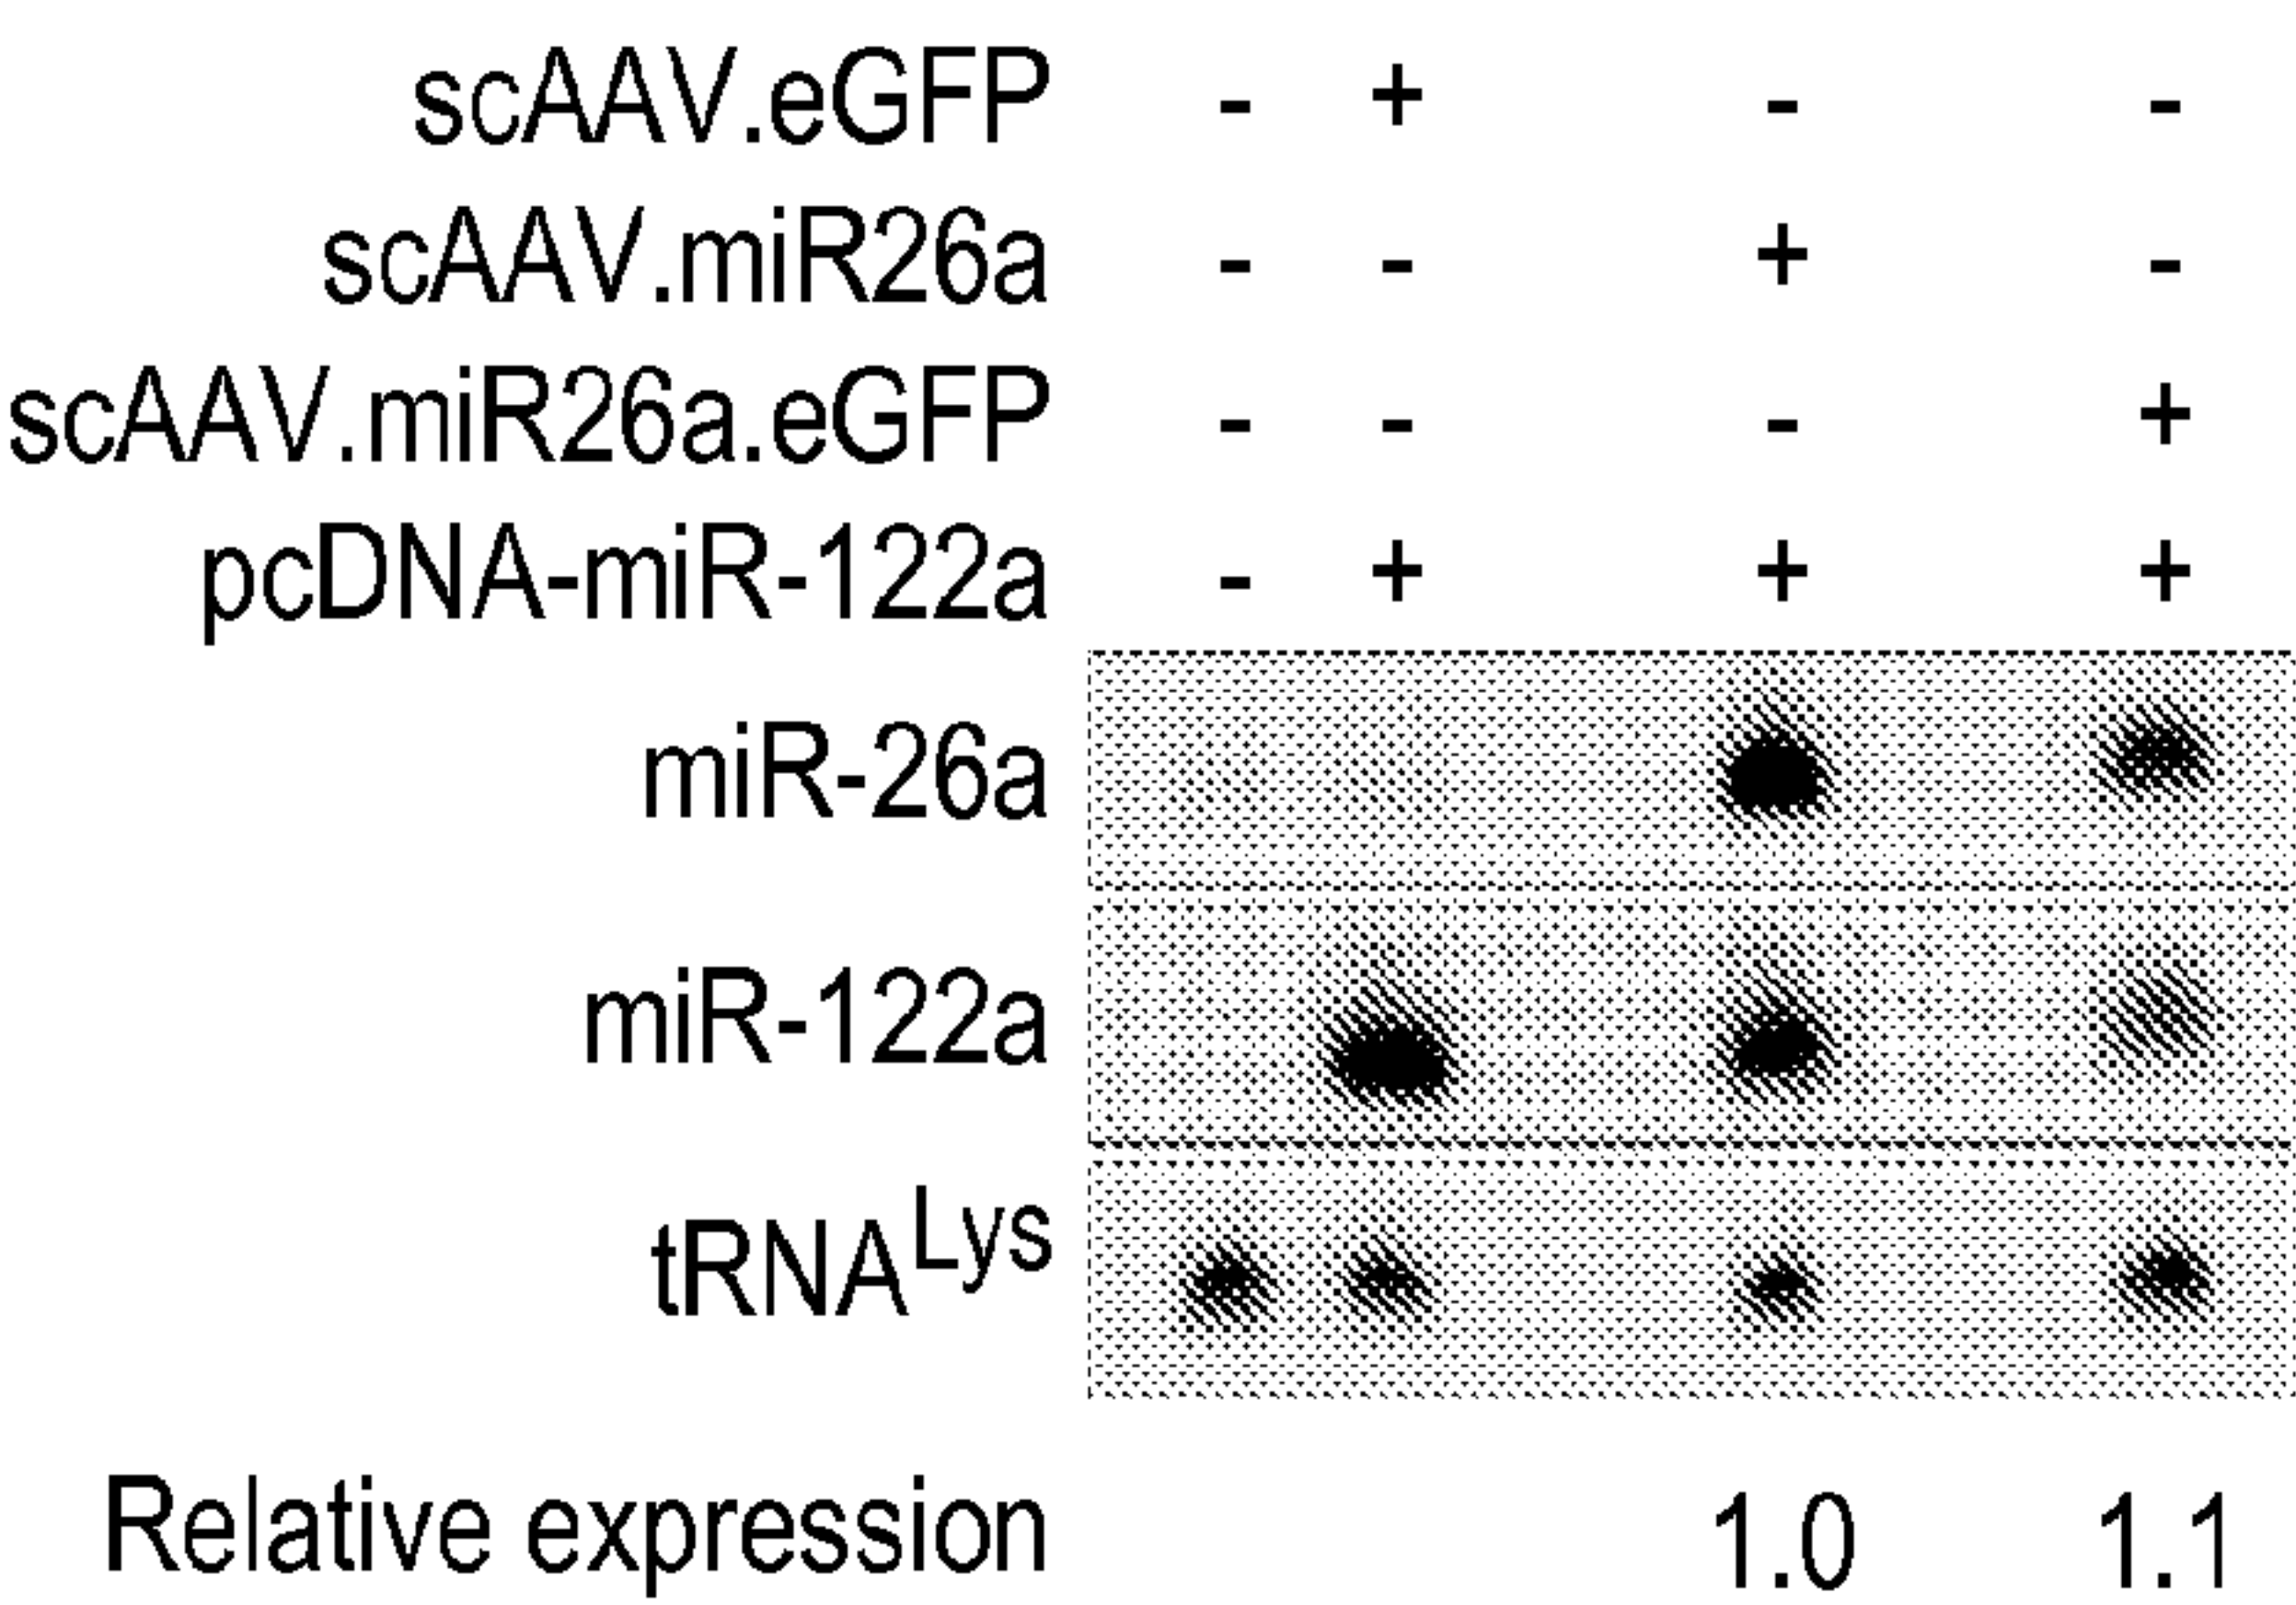 scAAV.eGFP - + - -
scAAV.miR26a - - + -
scAAV.miR26a.eGFP - - - +
pcDNA-miR-122a - + + +
miR-26a
miR-122a
tRNALys
Relative expression 1.0 1.1